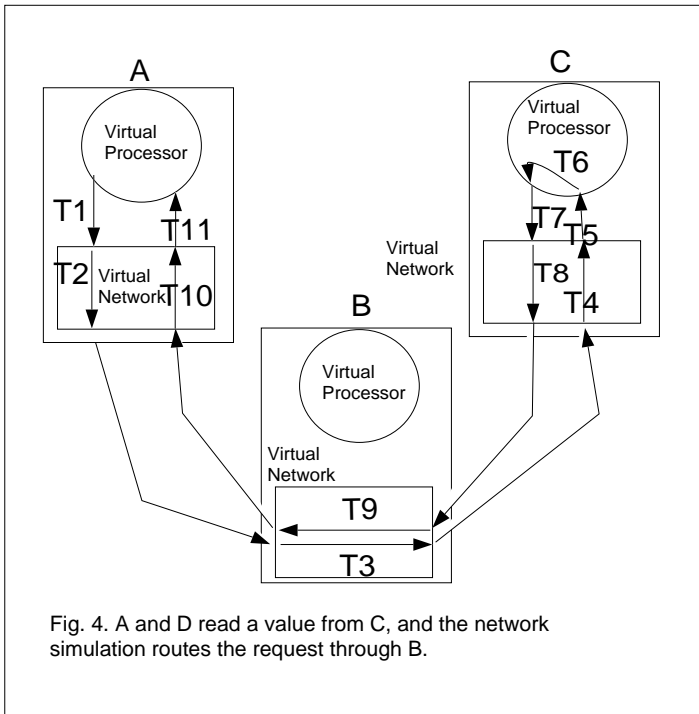 A
Virtual
Processor
T1
T11
T2
Virtual
Network
T10
B
Virtual
Processor
Virtual
Network
T9
T3
C
Virtual
Processor
T6
T7
T5
Virtual
Network
T8
T4
Fig. 4. A and D read a value from C, and the network
simulation routes the request through B.